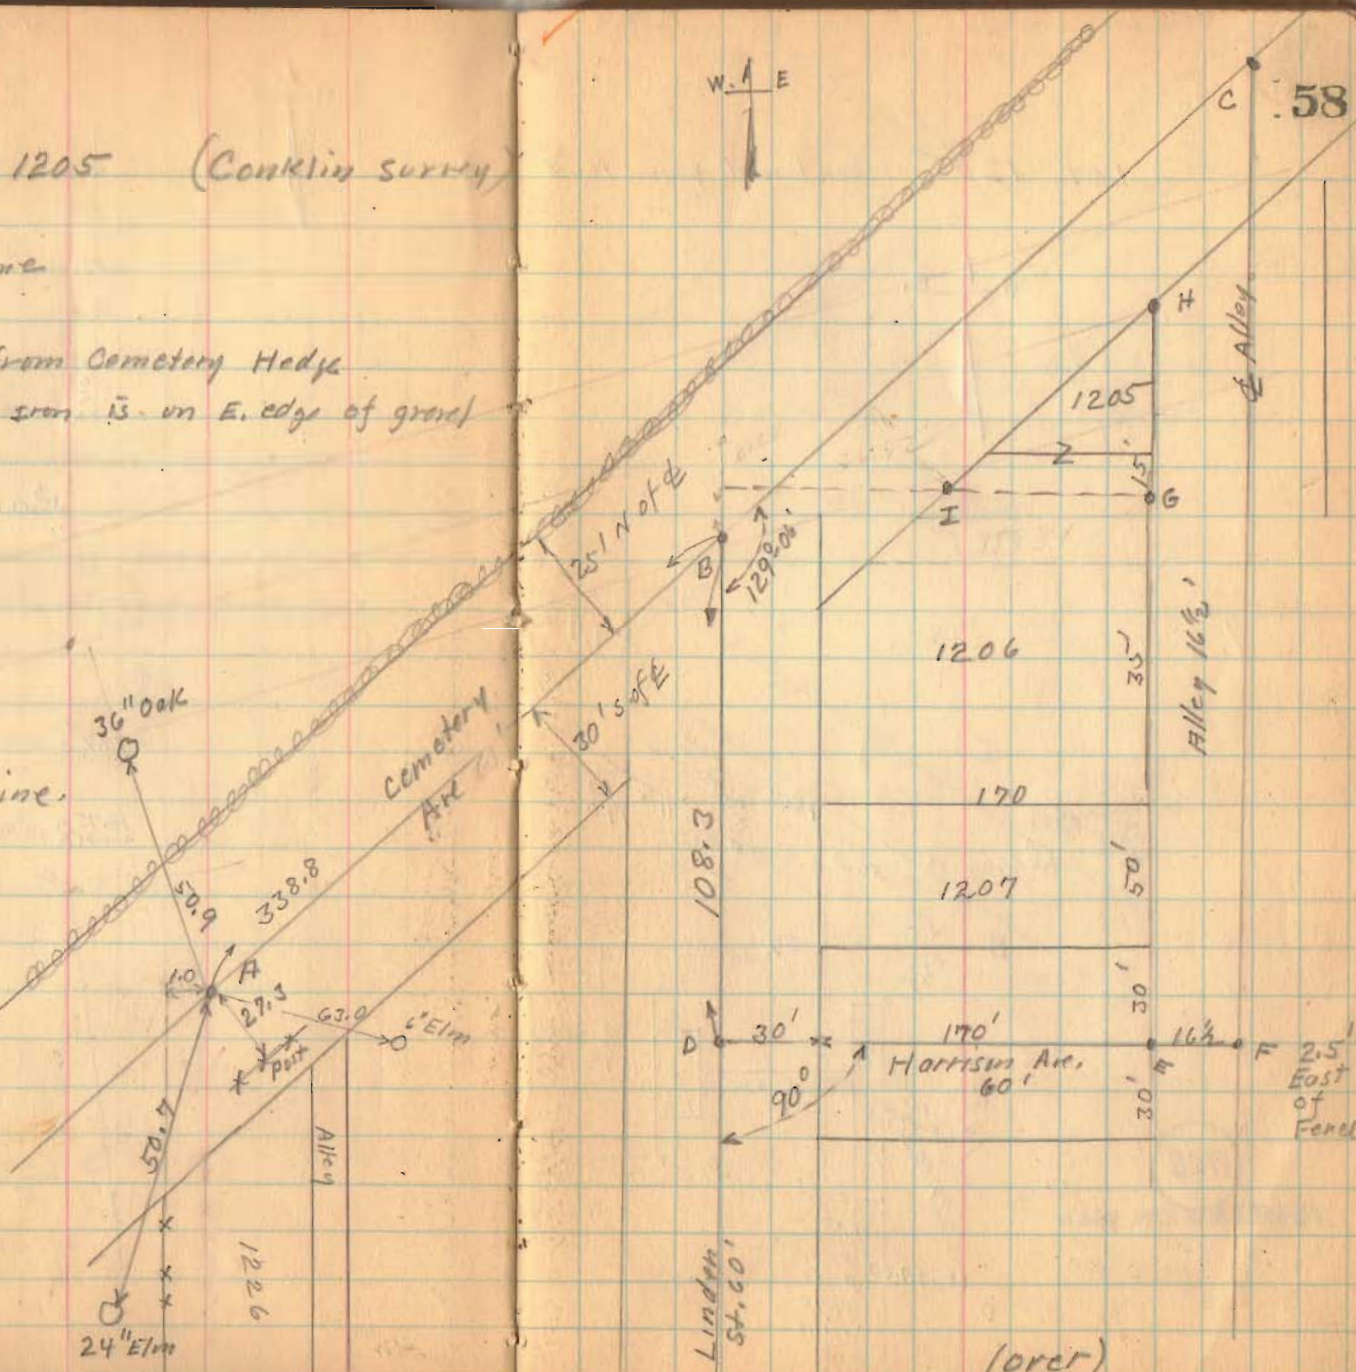 1205 (Conklin Survey)
from Cemetery Hedge
iron is on E. edge of gravel
36" Oak
50.9
338.8
Cemetery
Ave
A
1.0
27.3
63.0
6" Elm
Post
50.7
Alley
1226
24" Elm
58
W. E
C
H
℄ Alley
1205
2
15'
I
G
25' N of ℄
B
129°-06'
30' S of ℄
1206
35'
Alley 16½'
170
108.3
1207
50'
30'
D
30'
170'
E
16½
F
2.5'
East
of
Fence
Harrison Ave.
60'
90°
30'
Linden
St. 60'
(over)